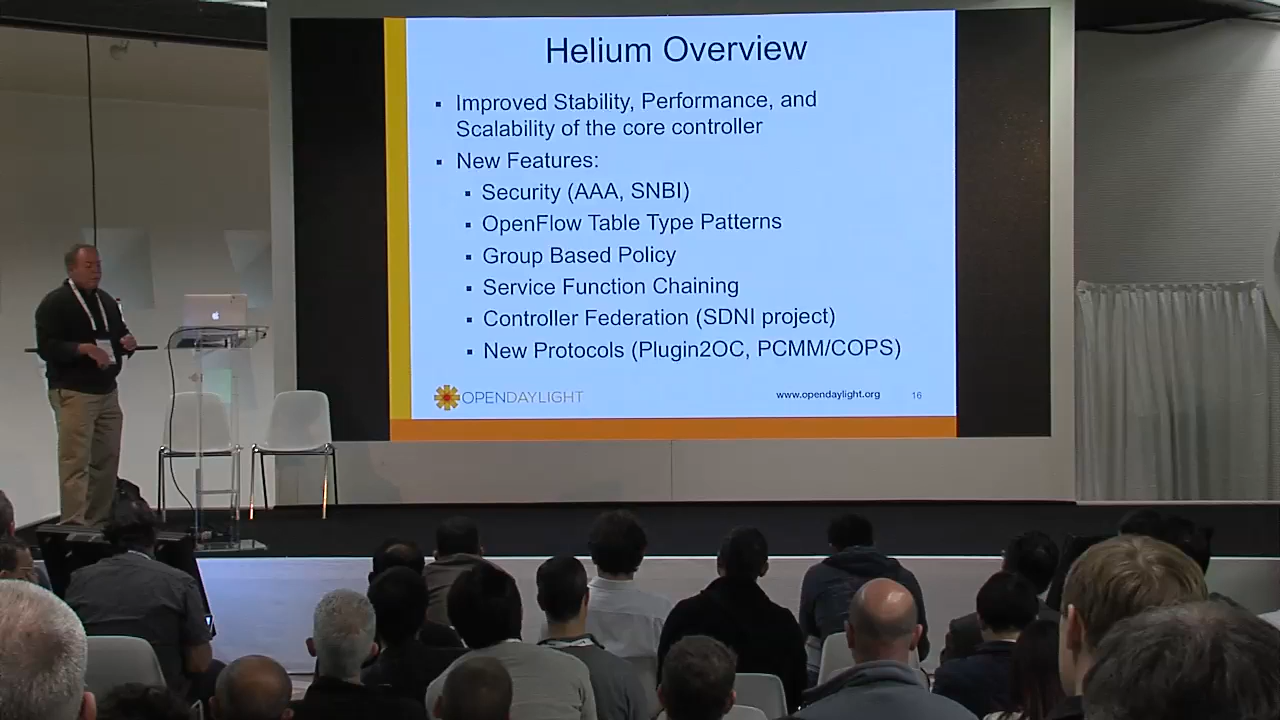 Helium Overview
▪ Improved Stability, Performance, and
Scalability of the core controller
▪ New Features:
▪ Security (AAA, SNBI)
▪ OpenFlow Table Type Patterns
▪ Group Based Policy
▪ Service Function Chaining
▪ Controller Federation (SDNI project)
▪ New Protocols (Plugin2OC, PCMM/COPS)
OPENDAYLIGHT
www.opendaylight.org
16